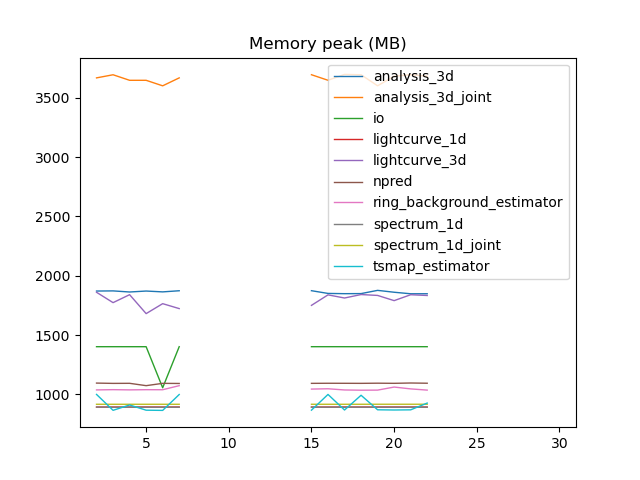 Memory peak (MB)
analysis_3d
analysis_3d_joint
io
lightcurve_1d
lightcurve_3d
npred
ring_background_estimator
spectrum_1d
spectrum_1d_joint
tsmap_estimator
3500
3000
2500
2000
1500
1000
5 10 15 20 25 30